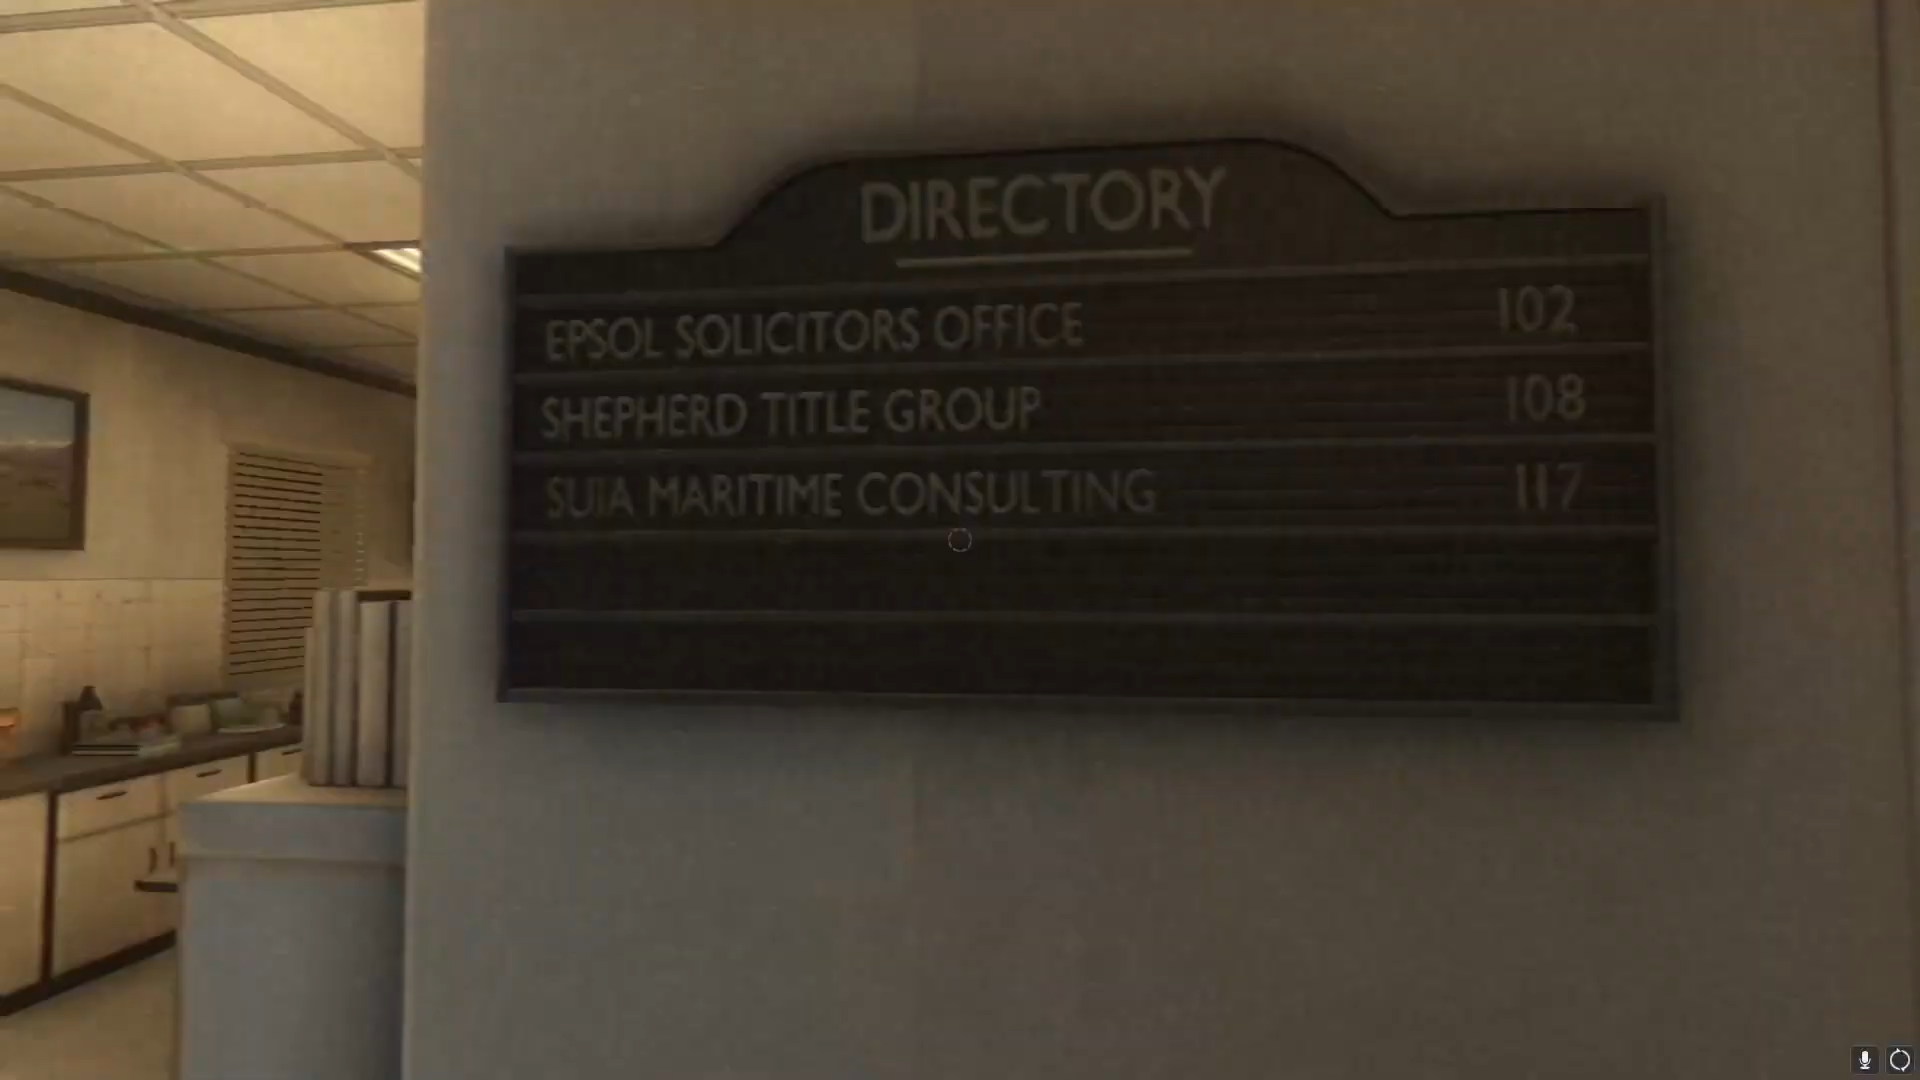 DIRECTORY
EPSOL SOLICITORS OFFICE 102
SHEPHERD TITLE GROUP 108
SUIA MARITIME CONSULTING 117